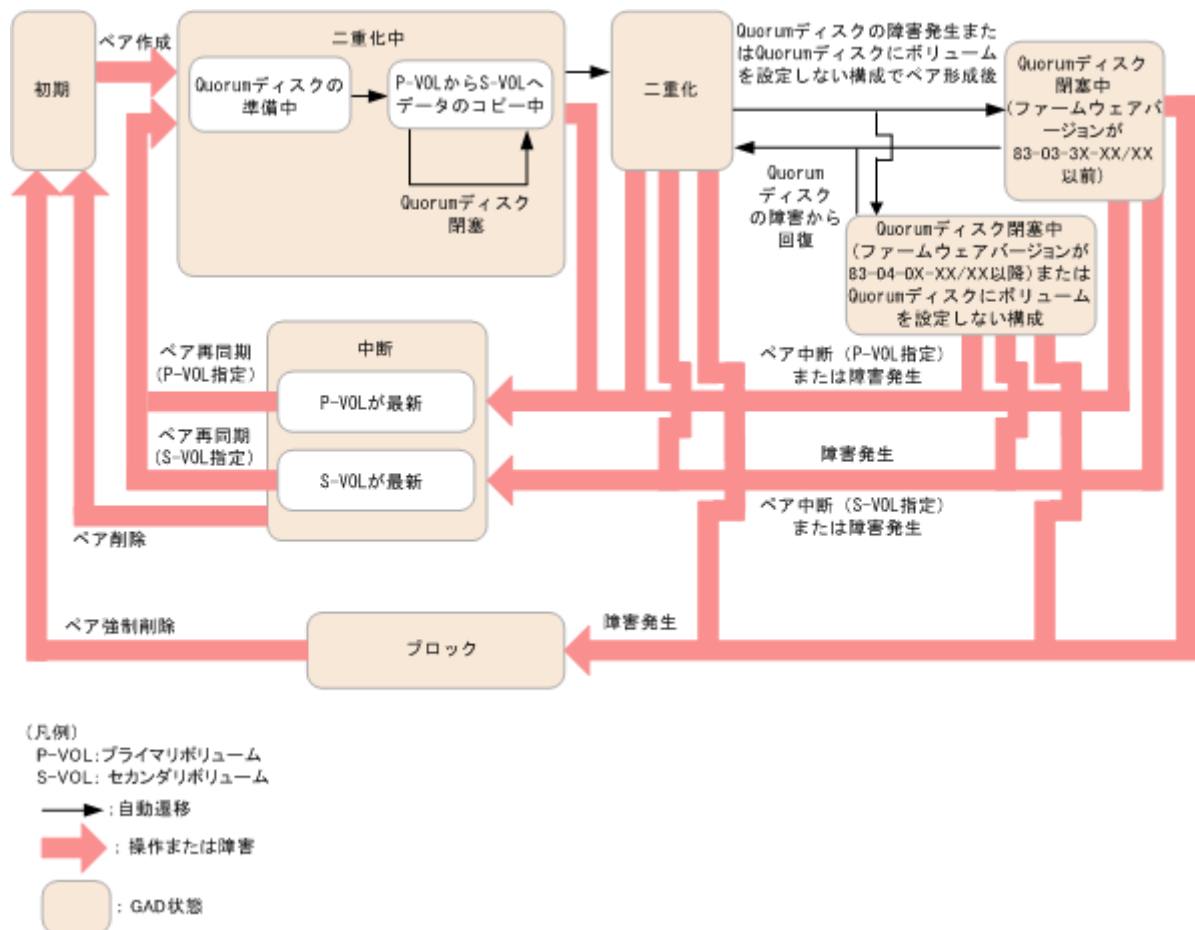 ペア作成
初期
二重化中
Quorumディスクの
準備中
P-VOLからS-VOLへ
データのコピー中
Quorumディスク
閉塞
二重化
Quorumディスクの障害発生また
はQuorumディスクにボリューム
を設定しない構成でペア形成後
Quorumディスク
閉塞中
(ファームウェアバ
ージョンが
83-03-3X-XX/XX
以前)
Quorum
ディスク
の障害から
回復
Quorumディスク閉塞中
(ファームウェアバージョンが
83-04-0X-XX/XX以降)または
Quorumディスクにボリューム
を設定しない構成
ペア再同期
(P-VOL指定)
中断
P-VOLが最新
ペア中断 (P-VOL指定)
または障害発生
ペア再同期
(S-VOL指定)
S-VOLが最新
障害発生
ペア中断 (S-VOL指定)
または障害発生
ペア削除
ペア強制削除
ブロック
障害発生
(凡例)
P-VOL:プライマリボリューム
S-VOL: セカンダリボリューム
:自動遷移
: 操作または障害
: GAD状態